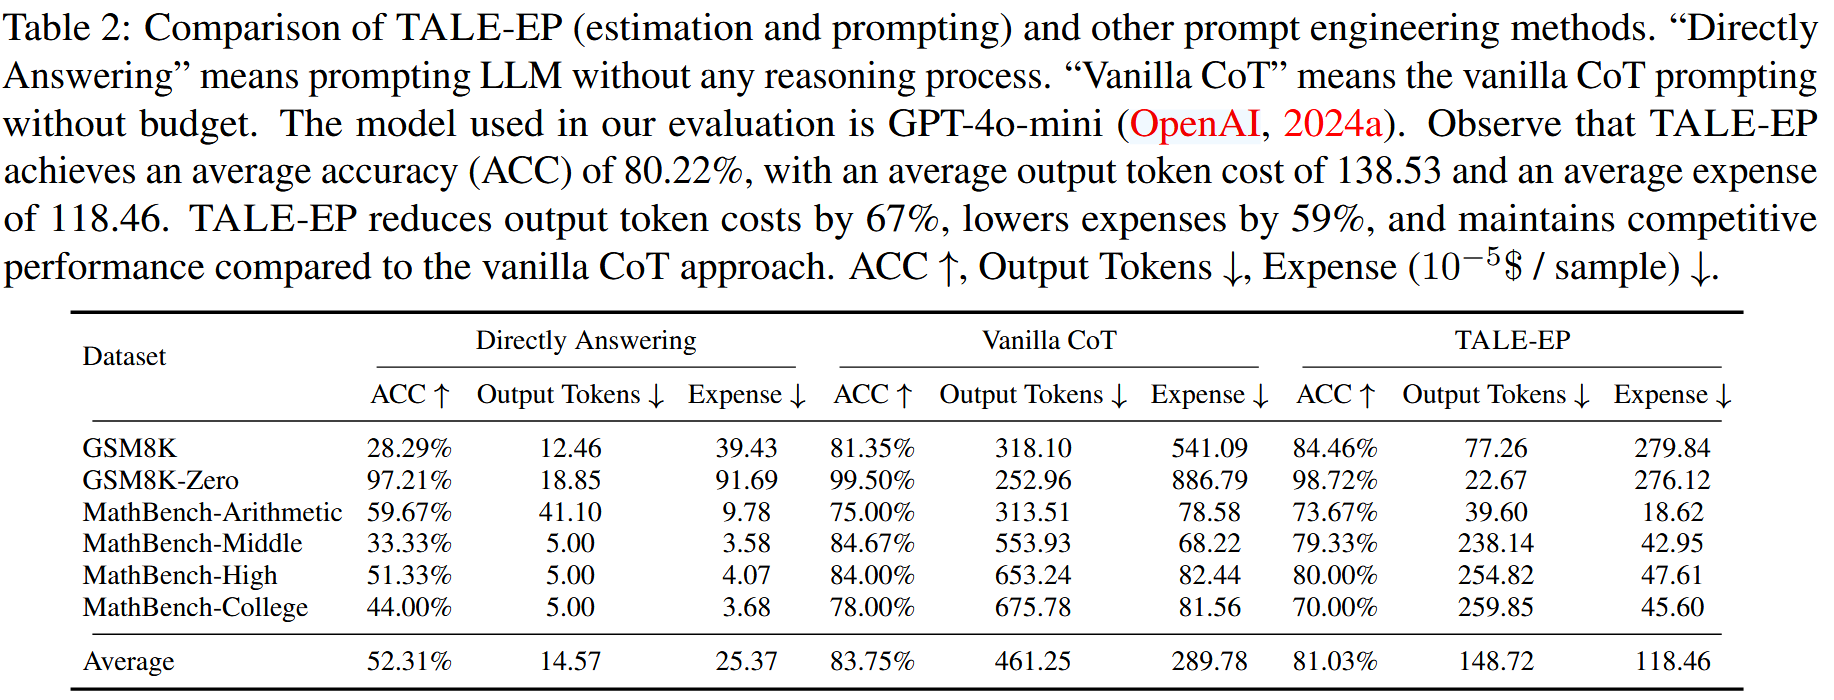 Table 2: Comparison of TALE-EP (estimation and prompting) and other prompt engineering methods. “Directly
Answering” means prompting LLM without any reasoning process. “Vanilla CoT” means the vanilla CoT prompting
without budget. The model used in our evaluation is GPT-4o-mini (OpenAI, 2024a). Observe that TALE-EP
achieves an average accuracy (ACC) of 80.22%, with an average output token cost of 138.53 and an average expense
of 118.46. TALE-EP reduces output token costs by 67%, lowers expenses by 59%, and maintains competitive
performance compared to the vanilla CoT approach. ACC ↑, Output Tokens ↓, Expense (10⁻⁵$ / sample) ↓.
Dataset Directly Answering Vanilla CoT TALE-EP
ACC ↑ Output Tokens ↓ Expense ↓ ACC ↑ Output Tokens ↓ Expense ↓ ACC ↑ Output Tokens ↓ Expense ↓
GSM8K 28.29% 12.46 39.43 81.35% 318.10 541.09 84.46% 77.26 279.84
GSM8K-Zero 97.21% 18.85 91.69 99.50% 252.96 886.79 98.72% 22.67 276.12
MathBench-Arithmetic 59.67% 41.10 9.78 75.00% 313.51 78.58 73.67% 39.60 18.62
MathBench-Middle 33.33% 5.00 3.58 84.67% 553.93 68.22 79.33% 238.14 42.95
MathBench-High 51.33% 5.00 4.07 84.00% 653.24 82.44 80.00% 254.82 47.61
MathBench-College 44.00% 5.00 3.68 78.00% 675.78 81.56 70.00% 259.85 45.60
Average 52.31% 14.57 25.37 83.75% 461.25 289.78 81.03% 148.72 118.46